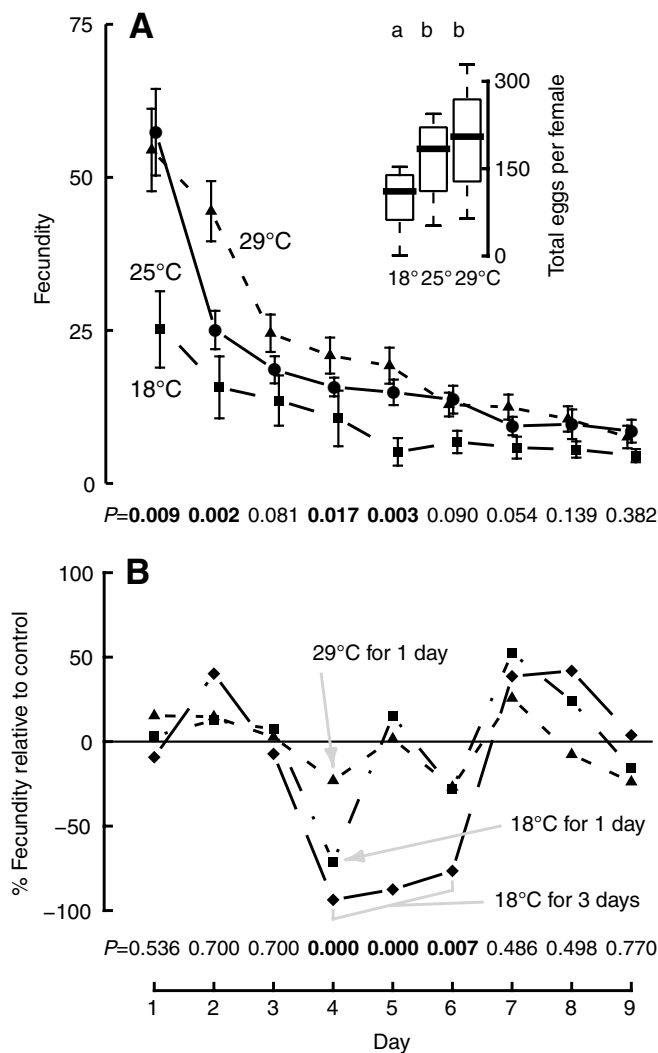 A
75
50
25
0
Fecundity
29°C
25°C
18°C
a b b
300
150
0
Total eggs per female
18° 25° 29°C
P=0.009 0.002 0.081 0.017 0.003 0.090 0.054 0.139 0.382
B
100
50
0
−50
−100
% Fecundity relative to control
29°C for 1 day
18°C for 1 day
18°C for 3 days
P=0.536 0.700 0.700 0.000 0.000 0.007 0.486 0.498 0.770
1 2 3 4 5 6 7 8 9
Day